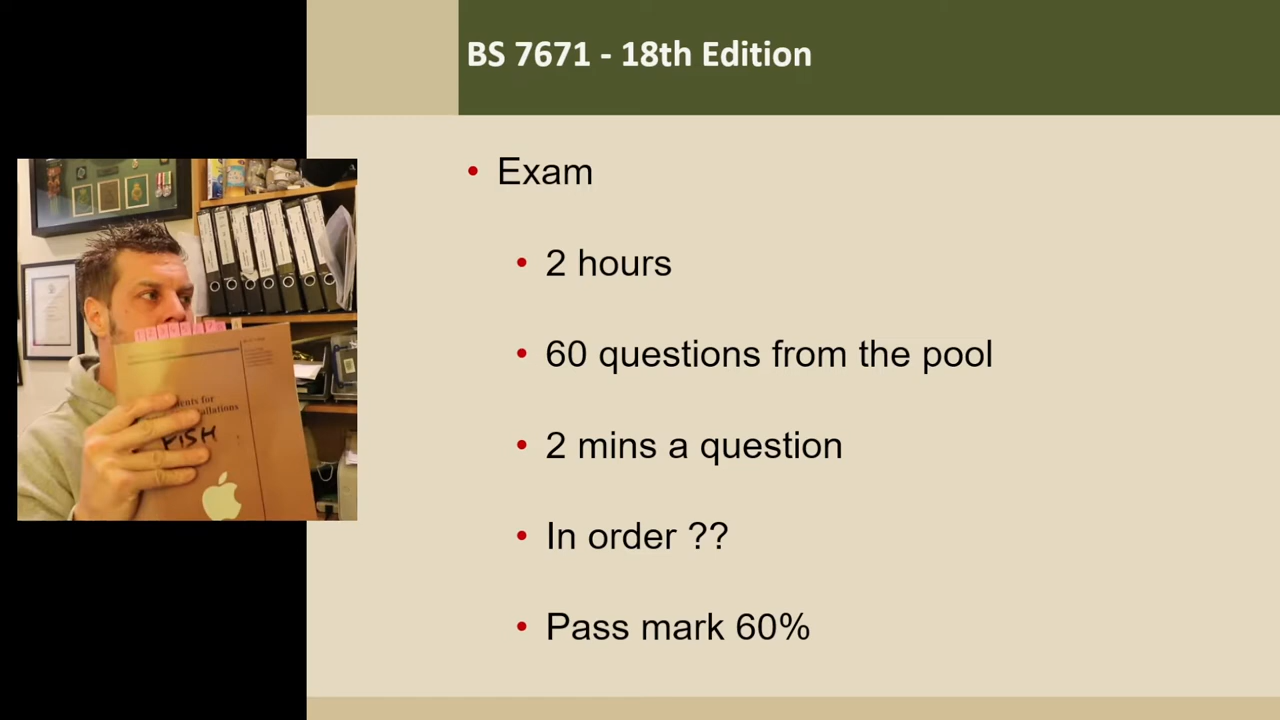 BS 7671 - 18th Edition
• Exam
• 2 hours
• 60 questions from the pool
• 2 mins a question
• In order ??
• Pass mark 60%
for
FISH